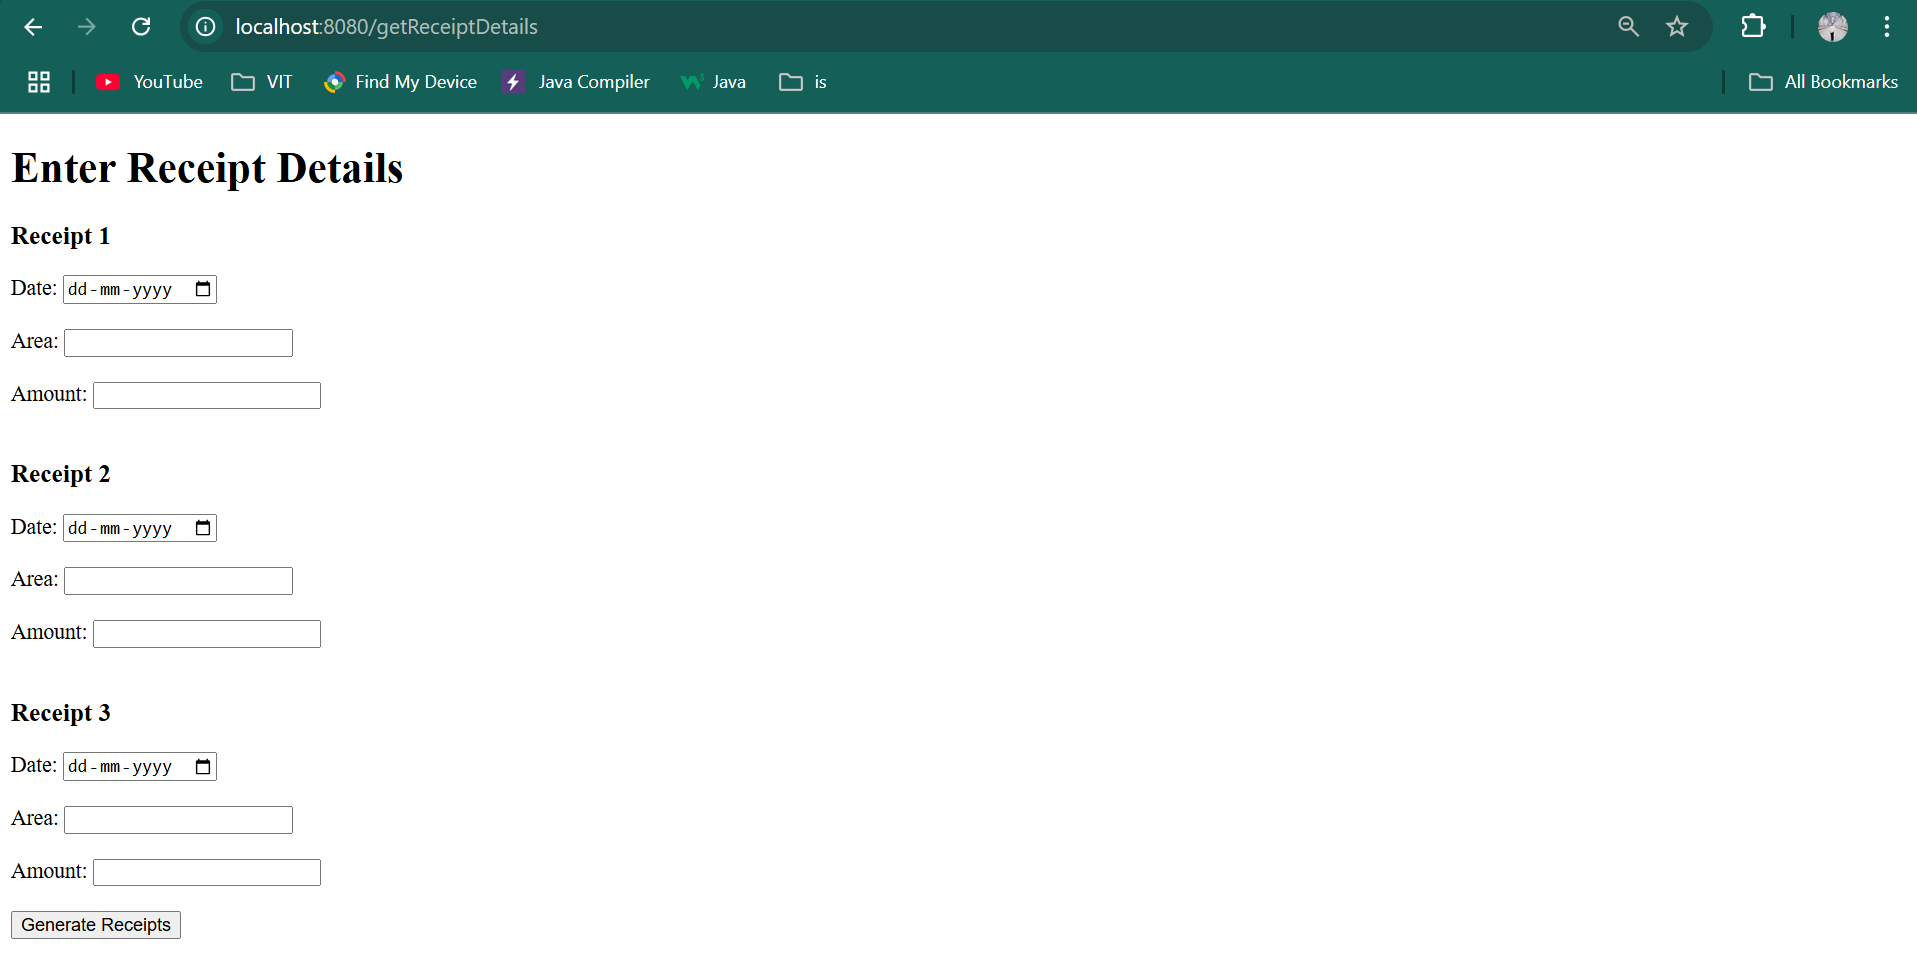 localhost:8080/getReceiptDetails
YouTube VIT Find My Device Java Compiler Java is All Bookmarks
Enter Receipt Details
Receipt 1
Date: dd-mm-yyyy
Area:
Amount:
Receipt 2
Date: dd-mm-yyyy
Area:
Amount:
Receipt 3
Date: dd-mm-yyyy
Area:
Amount:
Generate Receipts